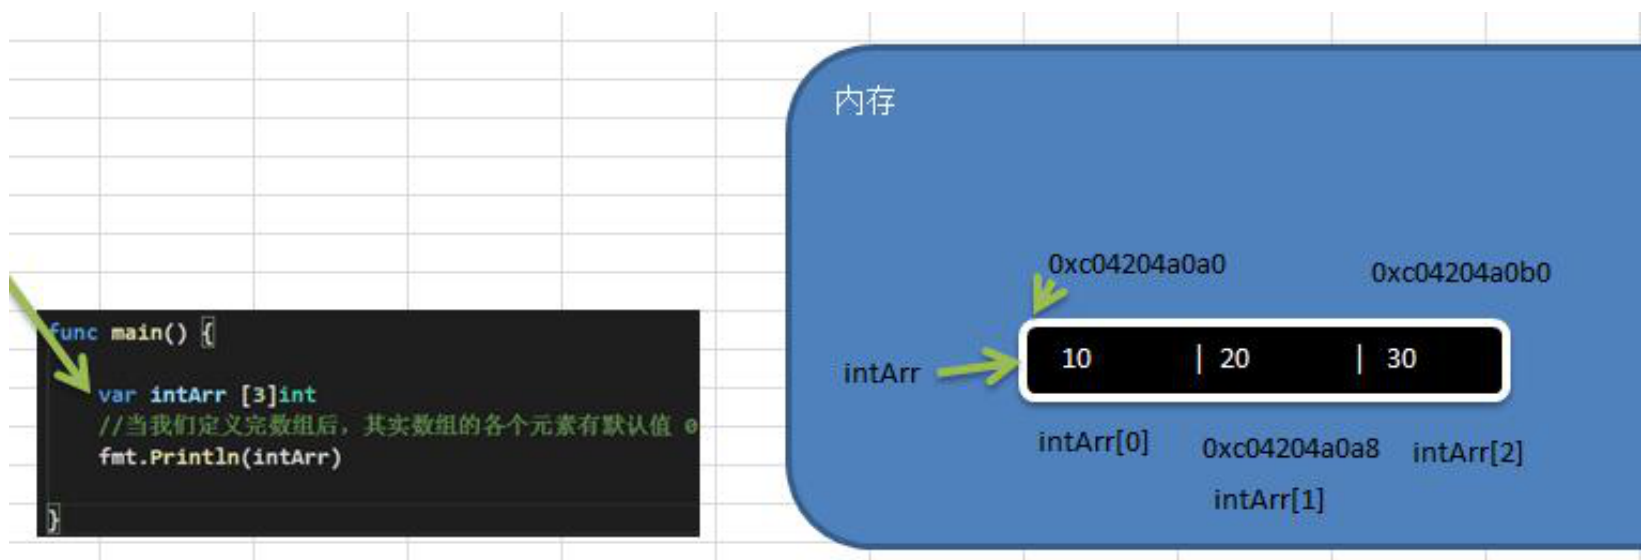 func main() {
var intArr [3]int
//当我们定义完数组后，其实数组的各个元素有默认值 0
fmt.Println(intArr)
}
内存
0xc04204a0a0
0xc04204a0b0
intArr
10 | 20 | 30
intArr[0]
0xc04204a0a8
intArr[2]
intArr[1]